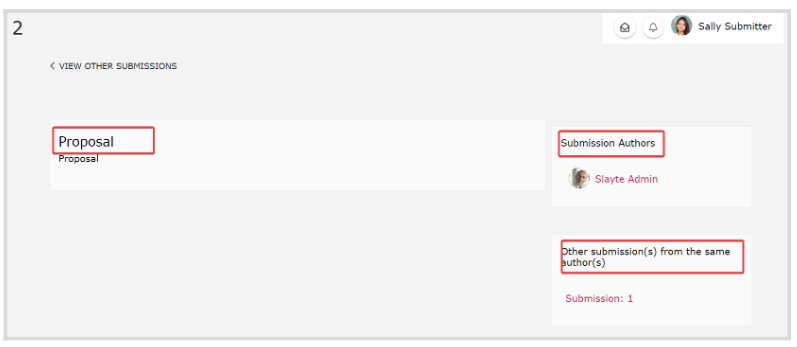 2
Sally Submitter
< VIEW OTHER SUBMISSIONS
Proposal
Proposal
Submission Authors
Slayte Admin
Other submission(s) from the same
author(s)
Submission: 1